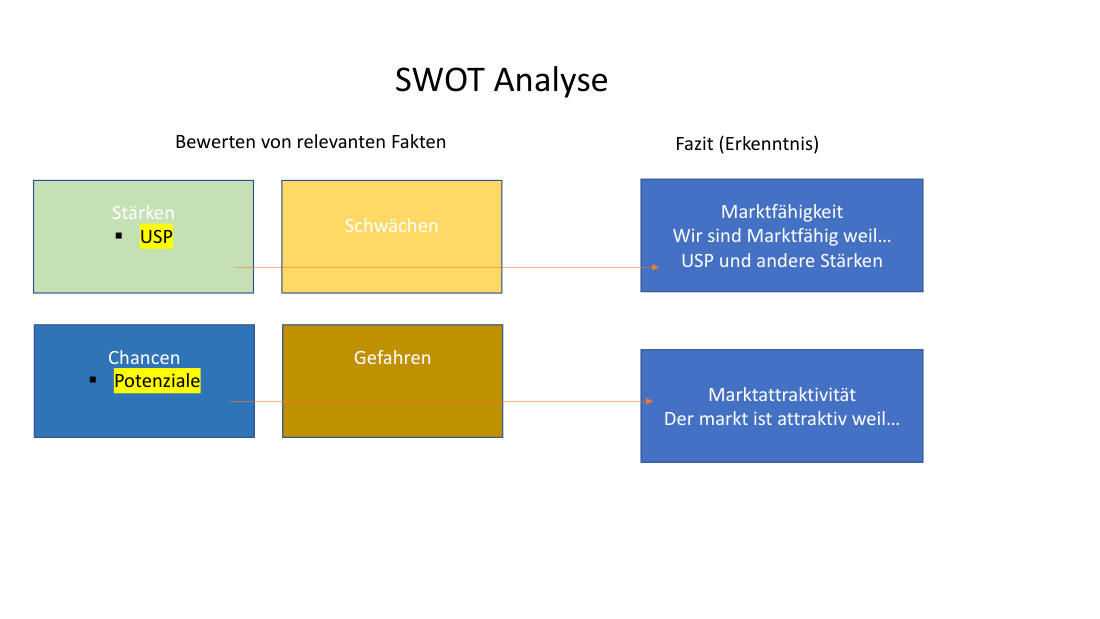 SWOT Analyse
Bewerten von relevanten Fakten
Fazit (Erkenntnis)
Stärken
▪ USP
Schwächen
Marktfähigkeit
Wir sind Marktfähig weil…
USP und andere Stärken
Chancen
▪ Potenziale
Gefahren
Marktattraktivität
Der markt ist attraktiv weil…